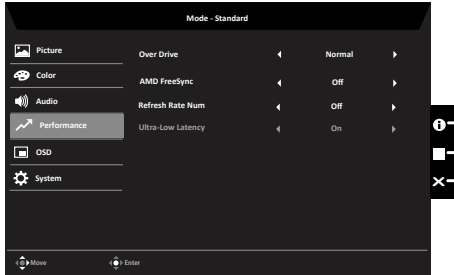 Mode - Standard
Picture
Over Drive Normal
Color
AMD FreeSync Off
Audio
Refresh Rate Num Off
Performance
Ultra-Low Latency On
OSD
System
Move Enter